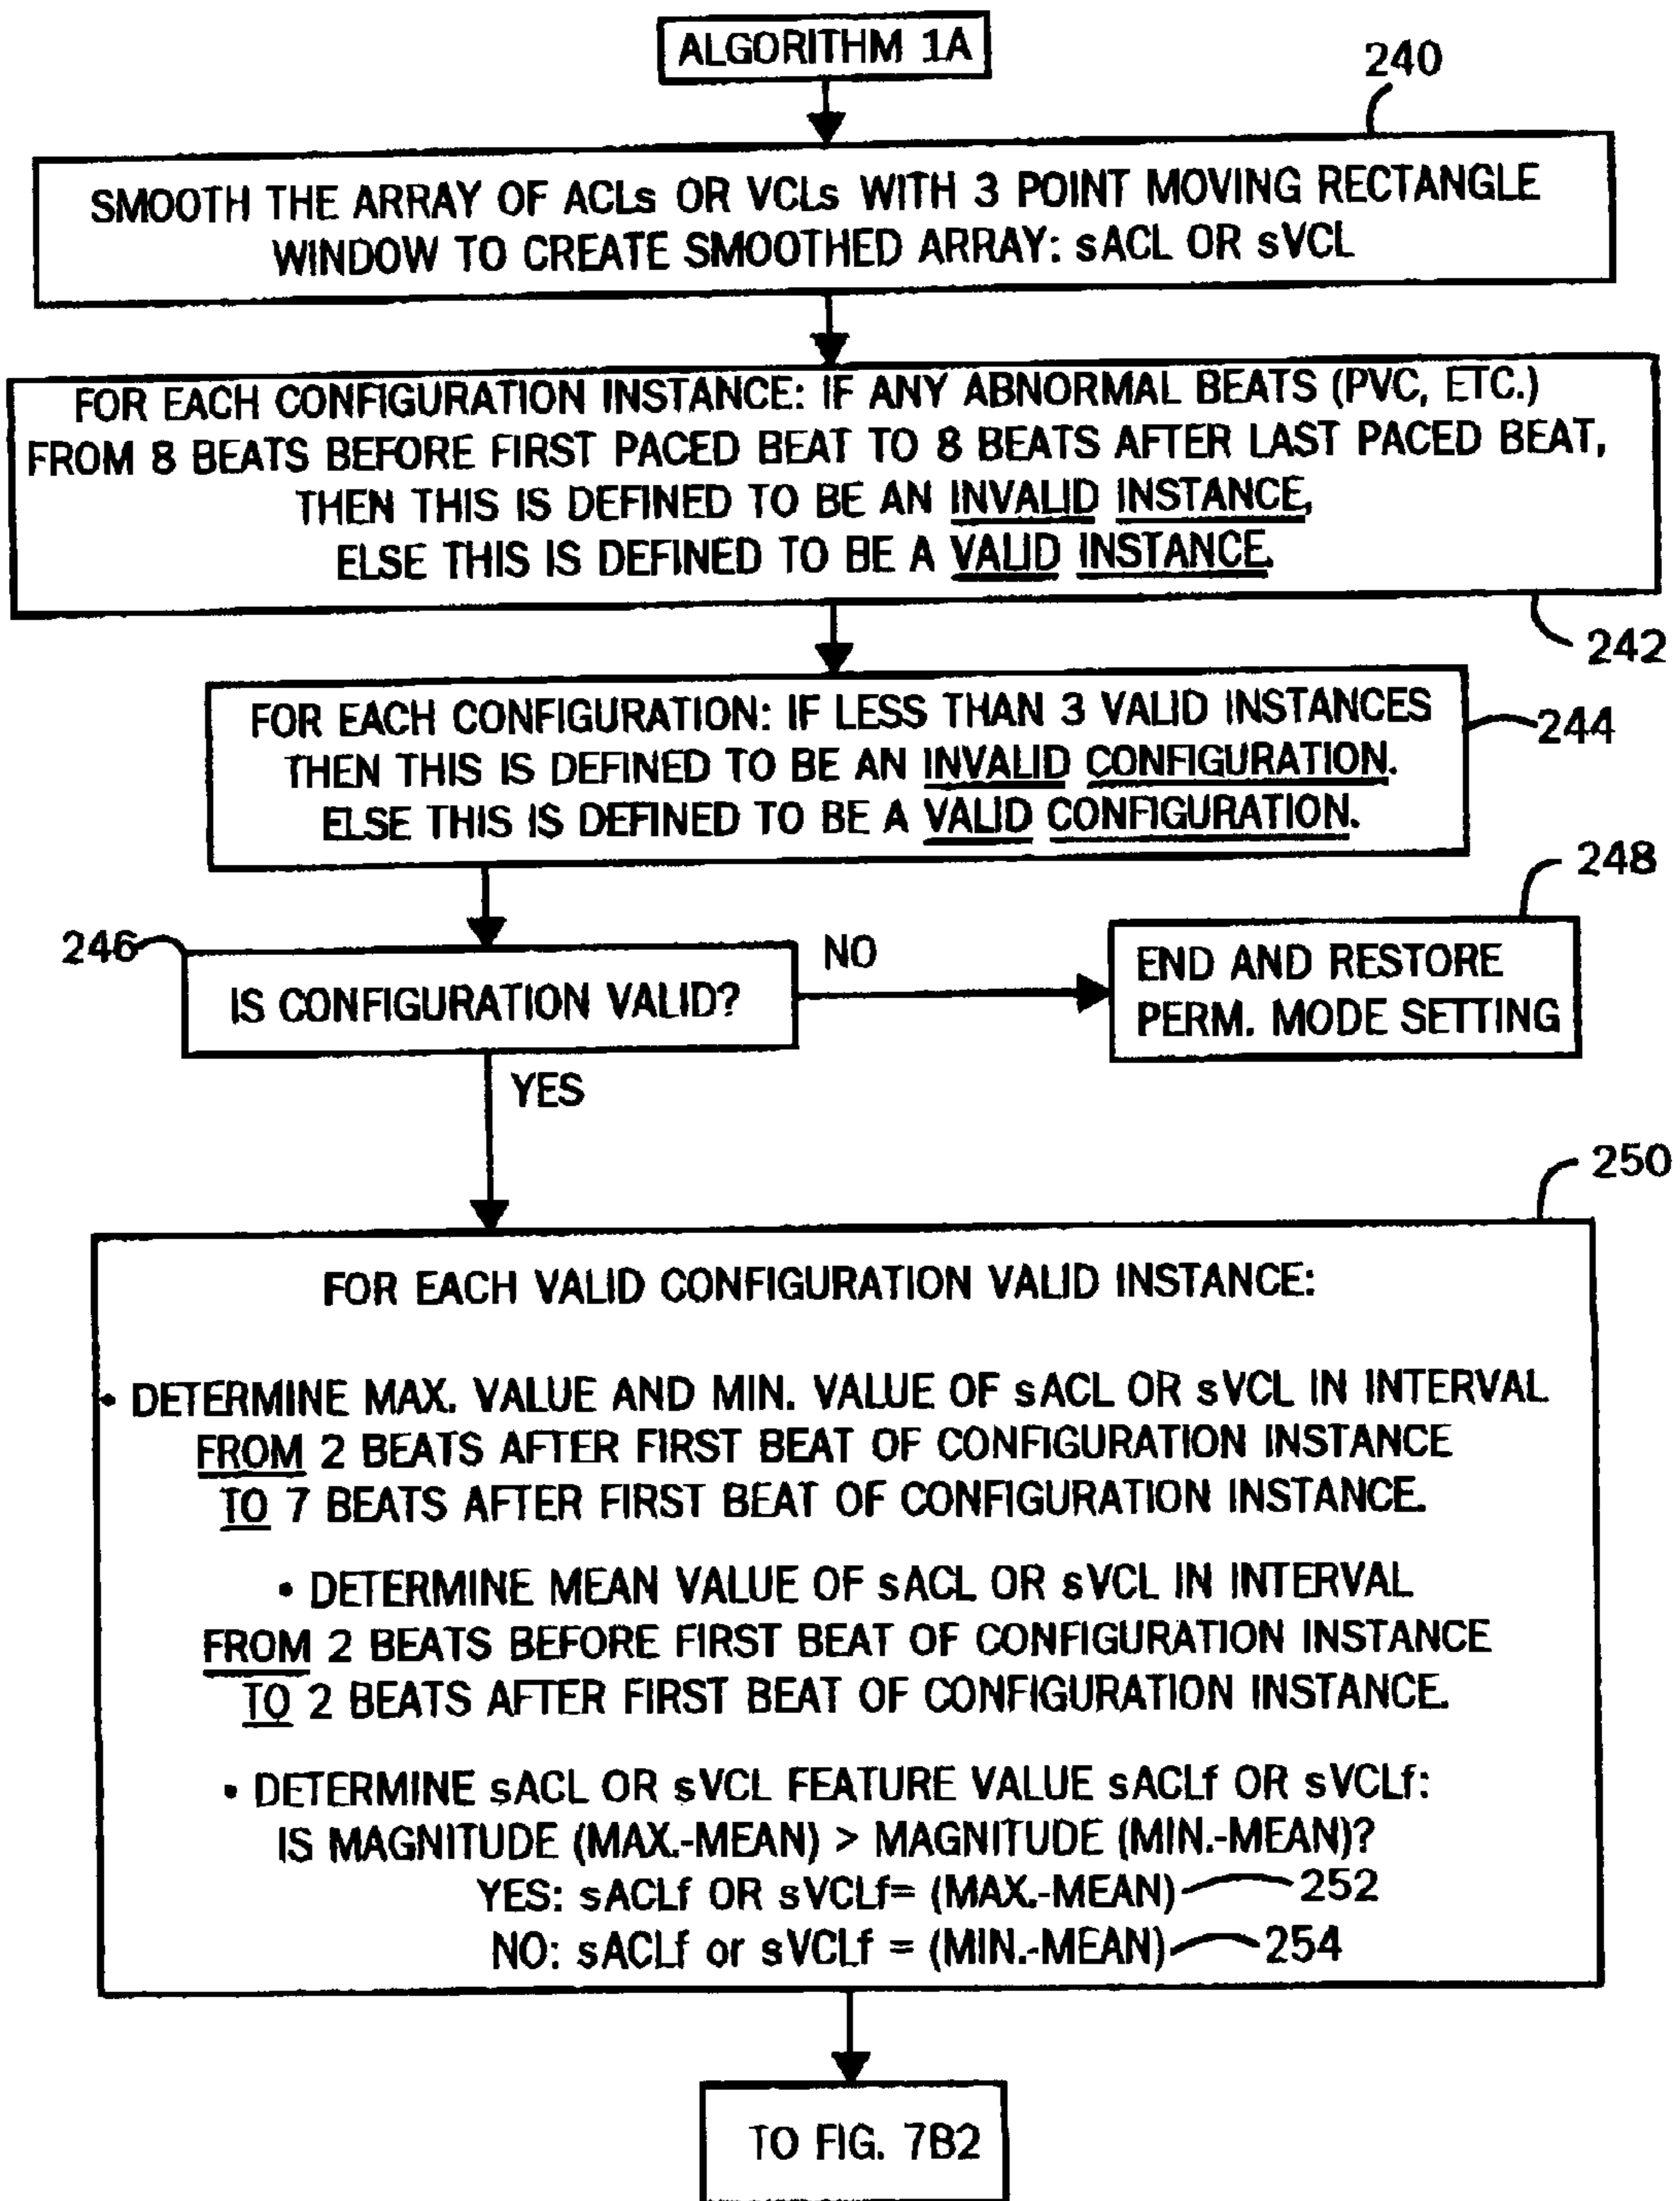 ALGORITHM 1A
240
SMOOTH THE ARRAY OF ACLs OR VCLs WITH 3 POINT MOVING RECTANGLE
WINDOW TO CREATE SMOOTHED ARRAY: sACL OR sVCL
FOR EACH CONFIGURATION INSTANCE: IF ANY ABNORMAL BEATS (PVC, ETC.)
FROM 8 BEATS BEFORE FIRST PACED BEAT TO 8 BEATS AFTER LAST PACED BEAT,
THEN THIS IS DEFINED TO BE AN INVALID INSTANCE,
ELSE THIS IS DEFINED TO BE A VALID INSTANCE.
242
FOR EACH CONFIGURATION: IF LESS THAN 3 VALID INSTANCES
THEN THIS IS DEFINED TO BE AN INVALID CONFIGURATION.
ELSE THIS IS DEFINED TO BE A VALID CONFIGURATION.
244
246
IS CONFIGURATION VALID?
NO
248
END AND RESTORE
PERM. MODE SETTING
YES
250
FOR EACH VALID CONFIGURATION VALID INSTANCE:
• DETERMINE MAX. VALUE AND MIN. VALUE OF sACL OR sVCL IN INTERVAL
FROM 2 BEATS AFTER FIRST BEAT OF CONFIGURATION INSTANCE
TO 7 BEATS AFTER FIRST BEAT OF CONFIGURATION INSTANCE.
• DETERMINE MEAN VALUE OF sACL OR sVCL IN INTERVAL
FROM 2 BEATS BEFORE FIRST BEAT OF CONFIGURATION INSTANCE
TO 2 BEATS AFTER FIRST BEAT OF CONFIGURATION INSTANCE.
• DETERMINE sACL OR sVCL FEATURE VALUE sACLf OR sVCLf:
IS MAGNITUDE (MAX.-MEAN) > MAGNITUDE (MIN.-MEAN)?
YES: sACLf OR sVCLf= (MAX.-MEAN) 252
NO: sACLf or sVCLf = (MIN.-MEAN) 254
TO FIG. 7B2